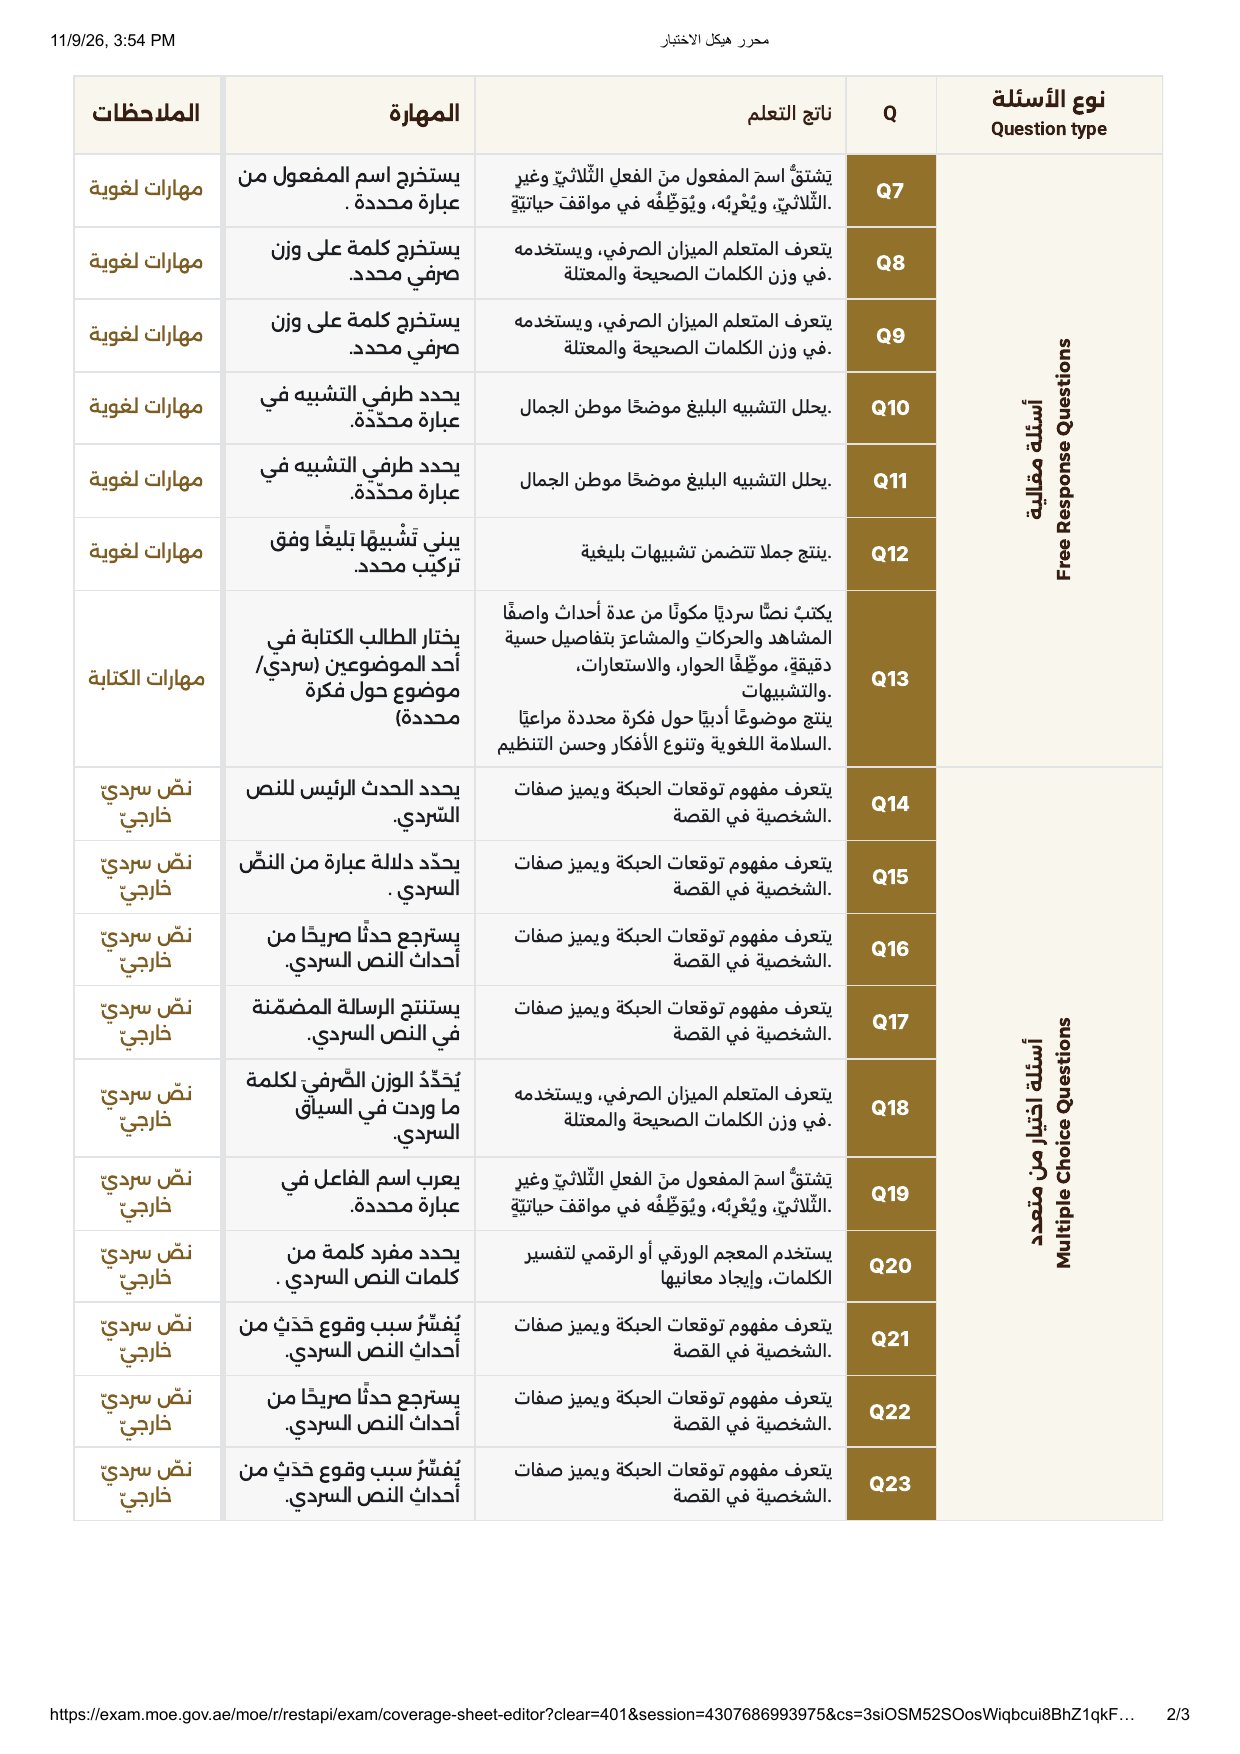 11/9/26, 3:54 PM
محرر هيكل الاختبار
نوع الأسئلة
Question type
Q
ناتج التعلم
المهارة
الملاحظات
أسئلة مقالية
Free Response Questions
Q7
يَشتقُّ اسمَ المفعول منَ الفعلِ الثّلاثيِّ وغيرِ
الثّلاثيِّ، ويُعْرِبُه، ويُوَظِّفُه في مواقفَ حياتيّةٍ.
يستخرج اسم المفعول من
عبارة محددة .
مهارات لغوية
Q8
يتعرف المتعلم الميزان الصرفي، ويستخدمه
في وزن الكلمات الصحيحة والمعتلة.
يستخرج كلمة على وزن
صرفي محدد.
مهارات لغوية
Q9
يتعرف المتعلم الميزان الصرفي، ويستخدمه
في وزن الكلمات الصحيحة والمعتلة.
يستخرج كلمة على وزن
صرفي محدد.
مهارات لغوية
Q10
يحلل التشبيه البليغ موضحًا موطن الجمال.
يحدد طرفي التشبيه في
عبارة محدّدة.
مهارات لغوية
Q11
يحلل التشبيه البليغ موضحًا موطن الجمال.
يحدد طرفي التشبيه في
عبارة محدّدة.
مهارات لغوية
Q12
ينتج جملا تتضمن تشبيهات بليغية.
يبني تَشْبيهًا بَليغًا وفق
تركيب محدد.
مهارات لغوية
Q13
يكتبُ نصًّا سرديًا مكونًا من عدة أحداث واصفًا
المشاهد والحركاتِ والمشاعرَ بتفاصيل حسية
دقيقةٍ، موظِّفًا الحوار، والاستعارات،
والتشبيهات.
ينتج موضوعًا أدبيًا حول فكرة محددة مراعيًا
السلامة اللغوية وتنوع الأفكار وحسن التنظيم.
يختار الطالب الكتابة في
أحد الموضوعين (سردي/
موضوع حول فكرة
محددة)
مهارات الكتابة
أسئلة اختيار من متعدد
Multiple Choice Questions
Q14
يتعرف مفهوم توقعات الحبكة ويميز صفات
الشخصية في القصة.
يحدد الحدث الرئيس للنص
السّردي.
نصّ سرديّ
خارجيّ
Q15
يتعرف مفهوم توقعات الحبكة ويميز صفات
الشخصية في القصة.
يحدّد دلالة عبارة من النصِّ
السردي .
نصّ سرديّ
خارجيّ
Q16
يتعرف مفهوم توقعات الحبكة ويميز صفات
الشخصية في القصة.
يسترجع حدثًا صريحًا من
أحداث النص السردي.
نصّ سرديّ
خارجيّ
Q17
يتعرف مفهوم توقعات الحبكة ويميز صفات
الشخصية في القصة.
يستنتج الرسالة المضمّنة
في النص السردي.
نصّ سرديّ
خارجيّ
Q18
يتعرف المتعلم الميزان الصرفي، ويستخدمه
في وزن الكلمات الصحيحة والمعتلة.
يُحَدِّدُ الوزن الصَّرفيَ لكلمة
ما وردت في السياق
السردي.
نصّ سرديّ
خارجيّ
Q19
يَشتقُّ اسمَ المفعول منَ الفعلِ الثّلاثيِّ وغيرِ
الثّلاثيِّ، ويُعْرِبُه، ويُوَظِّفُه في مواقفَ حياتيّةٍ.
يعرب اسم الفاعل في
عبارة محددة.
نصّ سرديّ
خارجيّ
Q20
يستخدم المعجم الورقي أو الرقمي لتفسير
الكلمات، وإيجاد معانيها
يحدد مفرد كلمة من
كلمات النص السردي .
نصّ سرديّ
خارجيّ
Q21
يتعرف مفهوم توقعات الحبكة ويميز صفات
الشخصية في القصة.
يُفسِّرُ سبب وقوع حَدَثٍ من
أحداثِ النص السردي.
نصّ سرديّ
خارجيّ
Q22
يتعرف مفهوم توقعات الحبكة ويميز صفات
الشخصية في القصة.
يسترجع حدثًا صريحًا من
أحداث النص السردي.
نصّ سرديّ
خارجيّ
Q23
يتعرف مفهوم توقعات الحبكة ويميز صفات
الشخصية في القصة.
يُفسِّرُ سبب وقوع حَدَثٍ من
أحداثِ النص السردي.
نصّ سرديّ
خارجيّ
https://exam.moe.gov.ae/moe/r/restapi/exam/coverage-sheet-editor?clear=401&session=4307686993975&cs=3siOSM52SOosWiqbcui8BhZ1qkF…
2/3